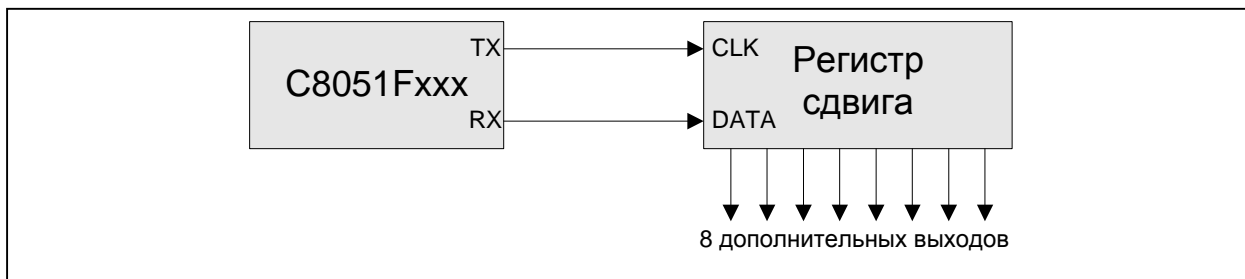 C8051Fxxx
TX
RX
CLK
DATA
Регистр
сдвига
8 дополнительных выходов